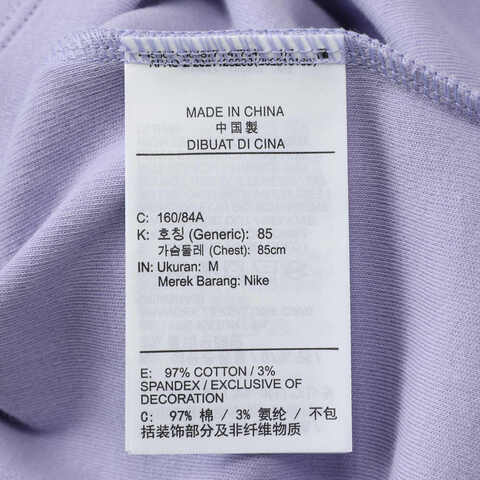 MADE IN CHINA
中国製
DIBUAT DI CINA
C: 160/84A
K: 호칭 (Generic): 85
가슴둘레 (Chest): 85cm
IN: Ukuran: M
Merek Barang: Nike
E: 97% COTTON / 3%
SPANDEX / EXCLUSIVE OF
DECORATION
C: 97% 棉 / 3% 氨纶 / 不包
括装饰部分及非纤维物质